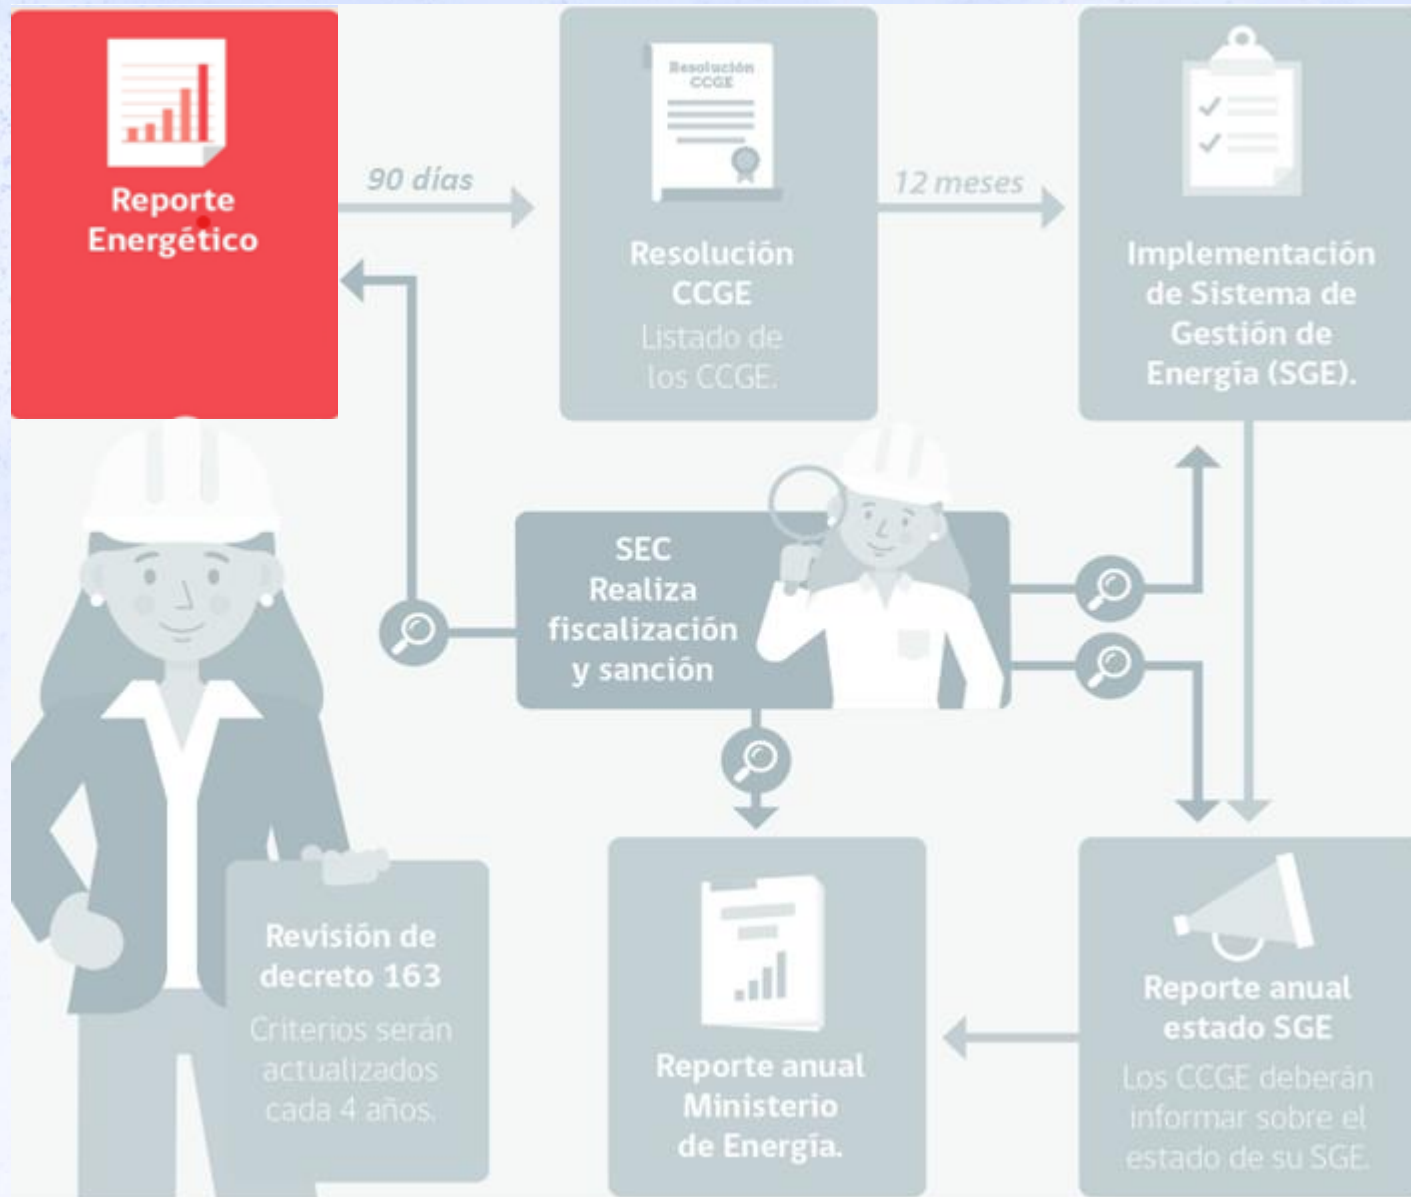 Reporte
Energético
90 días
Resolución
CCGE
Resolución
CCGE
Listado de
los CCGE.
12 meses
Implementación
de Sistema de
Gestión de
Energía (SGE).
SEC
Realiza
fiscalización
y sanción
Revisión de
decreto 163
Criterios serán
actualizados
cada 4 años.
Reporte anual
Ministerio
de Energía.
Reporte anual
estado SGE
Los CCGE deberán
informar sobre el
estado de su SGE.